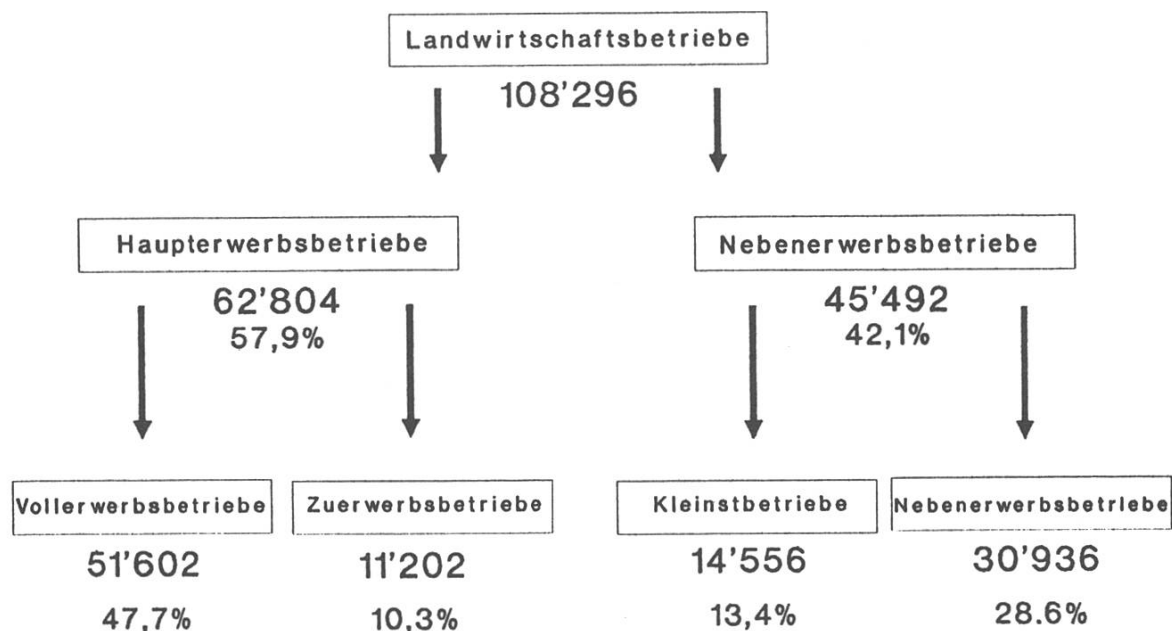 Landwirtschaftsbetriebe
108'296
Haupterwerbsbetriebe
62'804
57,9%
Nebenerwerbsbetriebe
45'492
42,1%
Vollerwerbsbetriebe
51'602
47,7%
Zuerwerbsbetriebe
11'202
10,3%
Kleinstbetriebe
14'556
13,4%
Nebenerwerbsbetriebe
30'936
28.6%